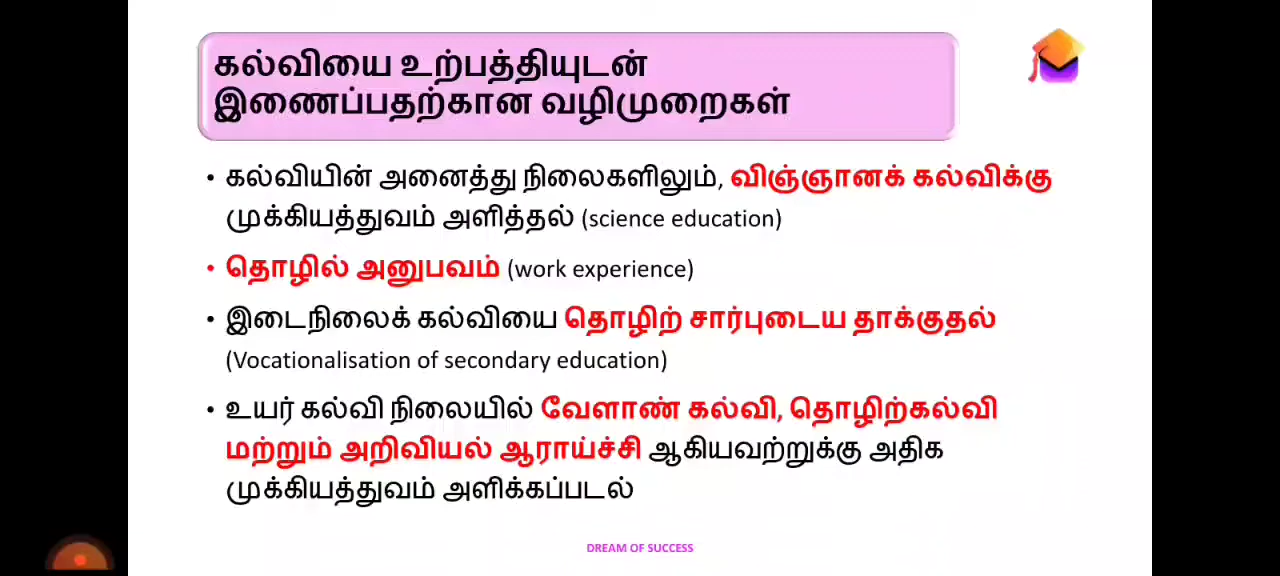 கல்வியை உற்பத்தியுடன்
இணைப்பதற்கான வழிமுறைகள்
• கல்வியின் அனைத்து நிலைகளிலும், விஞ்ஞானக் கல்விக்கு
முக்கியத்துவம் அளித்தல் (science education)
• தொழில் அனுபவம் (work experience)
• இடைநிலைக் கல்வியை தொழிற் சார்புடைய தாக்குதல்
(Vocationalisation of secondary education)
• உயர் கல்வி நிலையில் வேளாண் கல்வி, தொழிற்கல்வி
மற்றும் அறிவியல் ஆராய்ச்சி ஆகியவற்றுக்கு அதிக
முக்கியத்துவம் அளிக்கப்படல்
DREAM OF SUCCESS